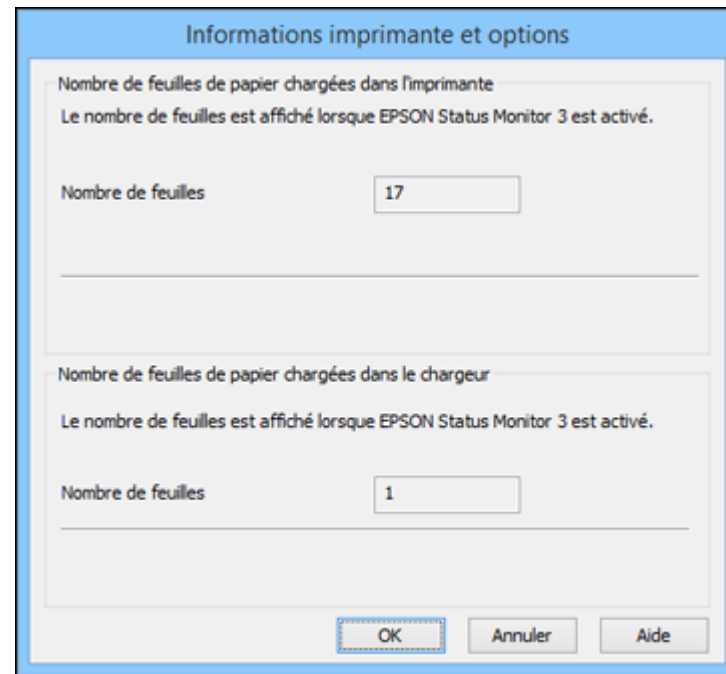 Informations imprimante et options
Nombre de feuilles de papier chargées dans l'imprimante
Le nombre de feuilles est affiché lorsque EPSON Status Monitor 3 est activé.
Nombre de feuilles 17
Nombre de feuilles de papier chargées dans le chargeur
Le nombre de feuilles est affiché lorsque EPSON Status Monitor 3 est activé.
Nombre de feuilles 1
OK Annuler Aide